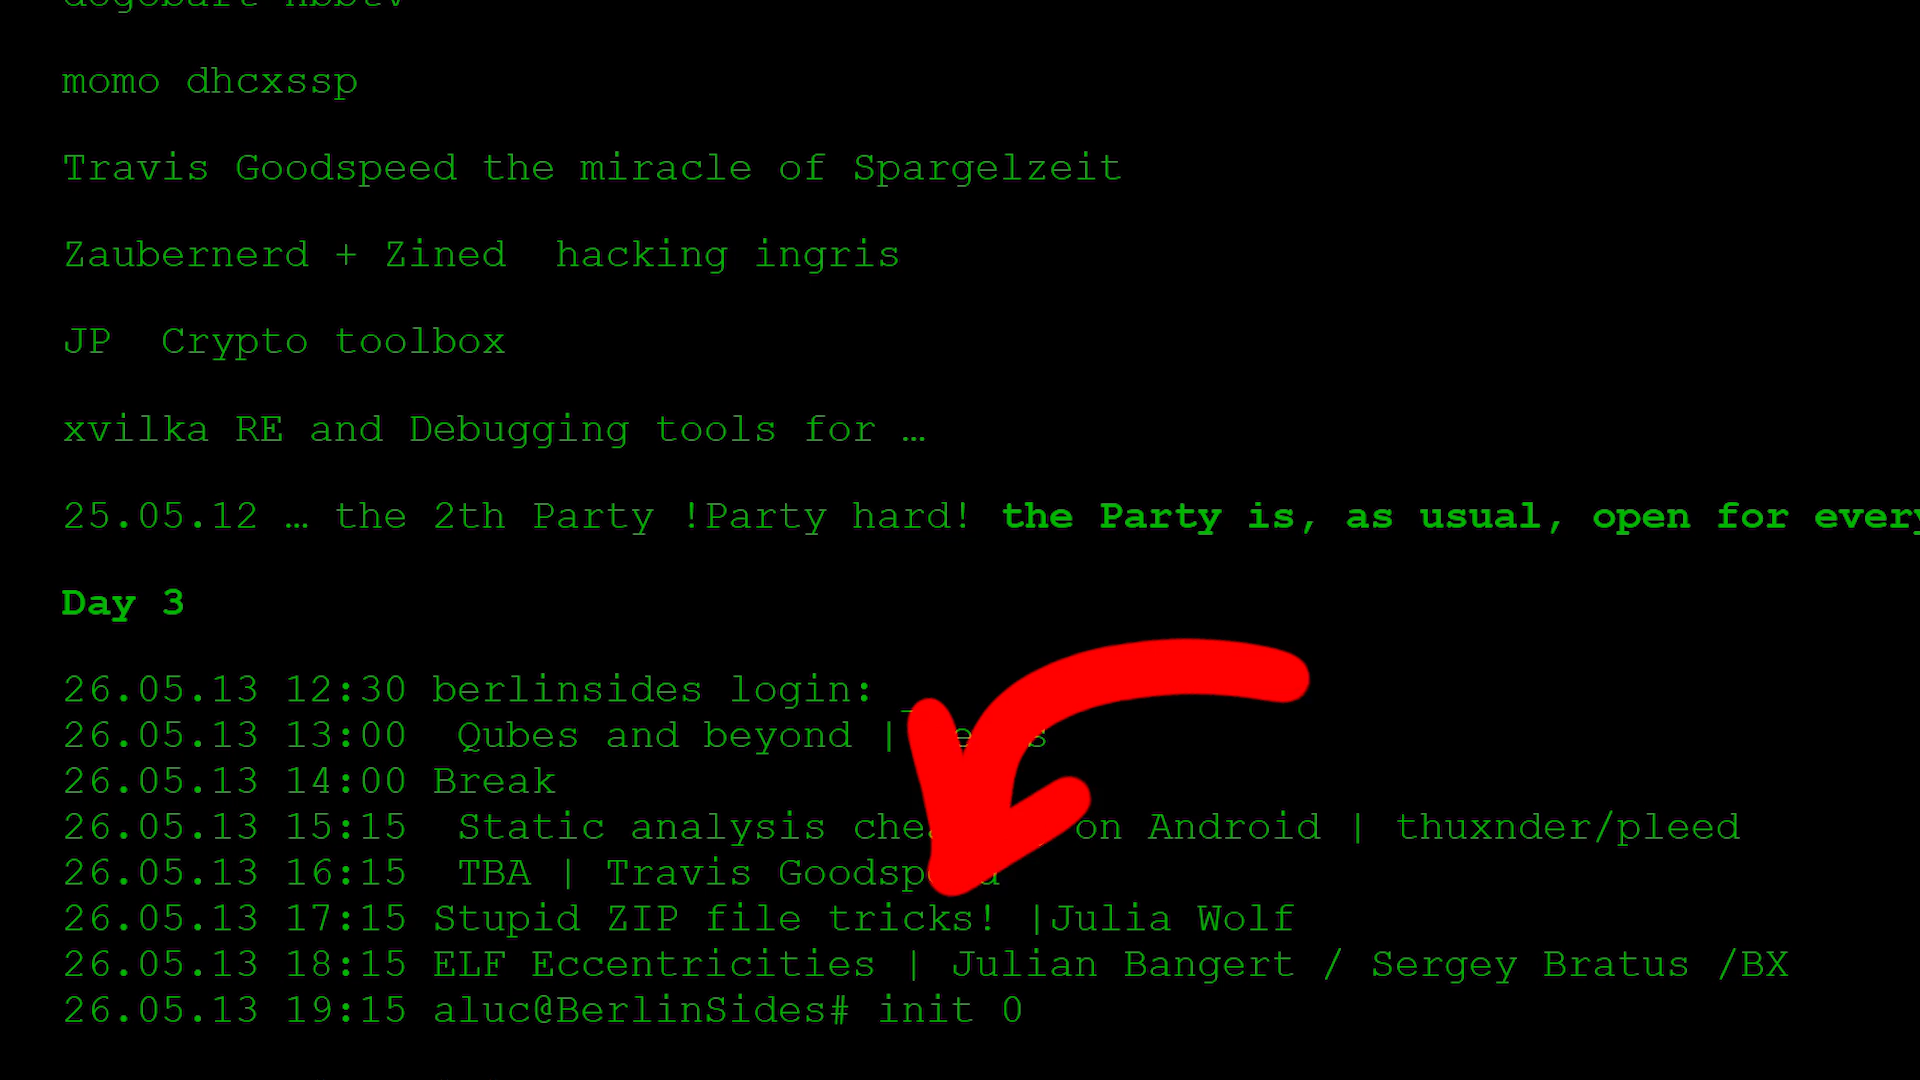 momo dhcxssp
Travis Goodspeed the miracle of Spargelzeit
Zaubernerd + Zined  hacking ingris
JP  Crypto toolbox
xvilka RE and Debugging tools for …
25.05.12 … the 2th Party !Party hard! the Party is, as usual, open for every
Day 3
26.05.13 12:30 berlinsides login: _
26.05.13 13:00  Qubes and beyond |
26.05.13 14:00 Break
26.05.13 15:15  Static analysis on Android | thuxnder/pleed
26.05.13 16:15  TBA | Travis Goodspeed
26.05.13 17:15 Stupid ZIP file tricks! |Julia Wolf
26.05.13 18:15 ELF Eccentricities | Julian Bangert / Sergey Bratus /BX
26.05.13 19:15 aluc@BerlinSides# init 0